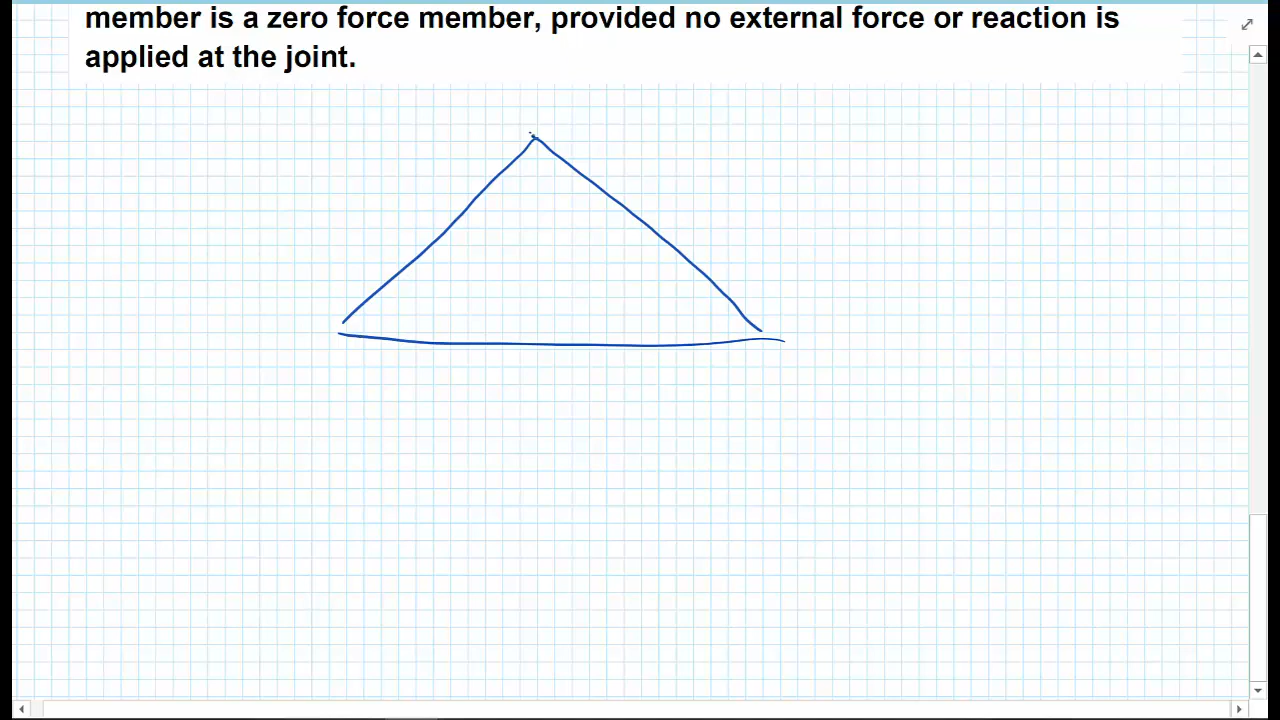 member is a zero force member, provided no external force or reaction is
applied at the joint.